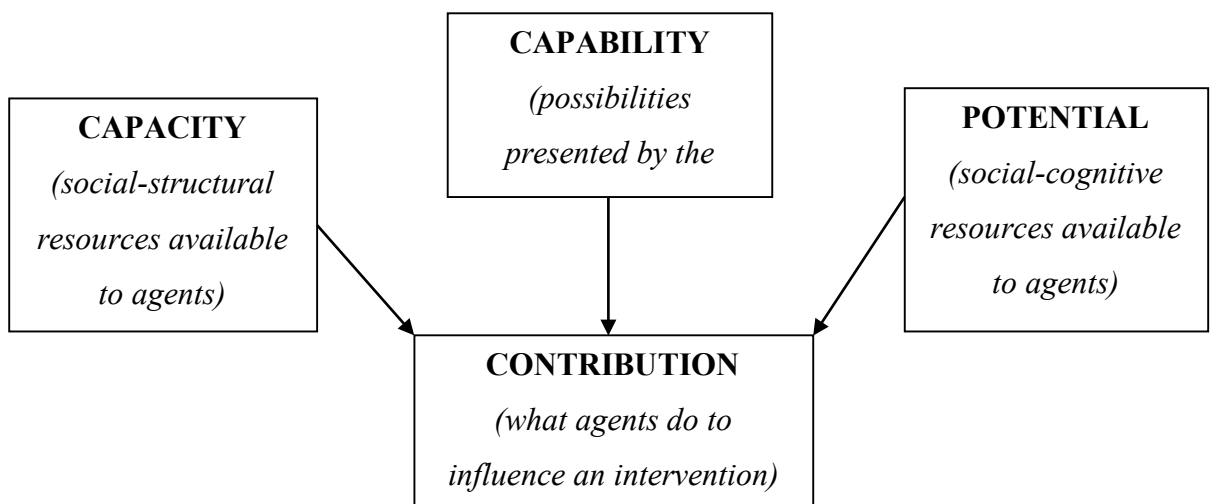 CAPACITY
(social-structural
resources available
to agents)
CAPABILITY
(possibilities
presented by the
POTENTIAL
(social-cognitive
resources available
to agents)
CONTRIBUTION
(what agents do to
influence an intervention)